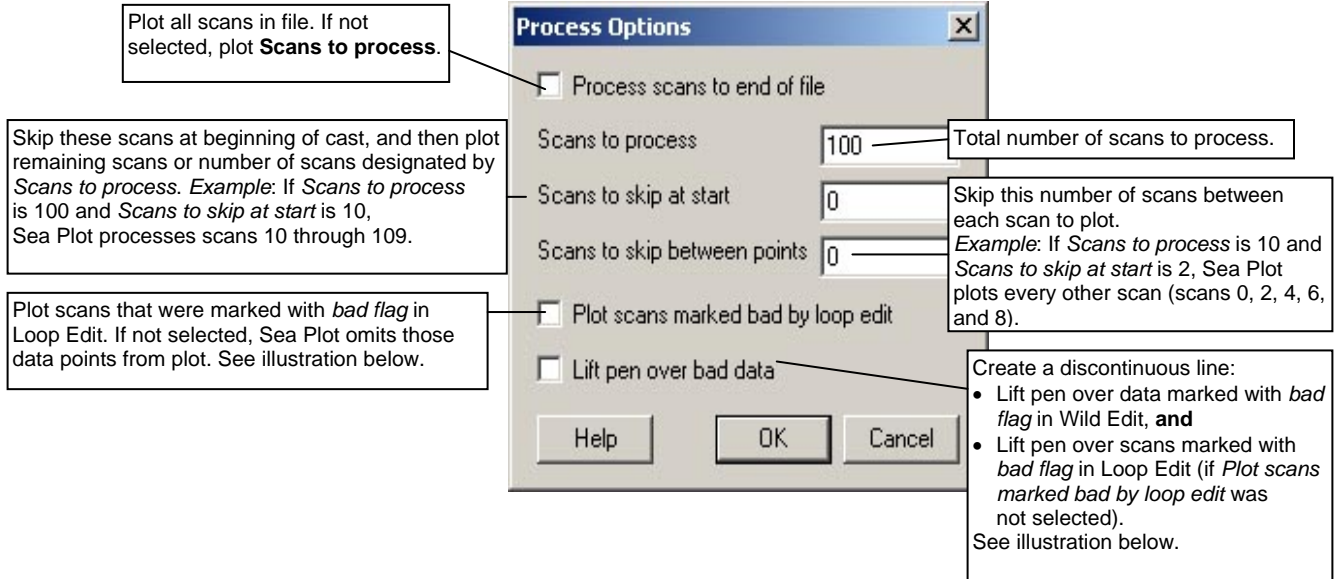 Plot all scans in file. If not
selected, plot Scans to process.
Process Options
Process scans to end of file
Skip these scans at beginning of cast, and then plot
remaining scans or number of scans designated by
Scans to process. Example: If Scans to process
is 100 and Scans to skip at start is 10,
Sea Plot processes scans 10 through 109.
Scans to process
100
Total number of scans to process.
Scans to skip at start
0
Scans to skip between points
0
Skip this number of scans between
each scan to plot.
Example: If Scans to process is 10 and
Scans to skip at start is 2, Sea Plot
plots every other scan (scans 0, 2, 4, 6,
and 8).
Plot scans that were marked with bad flag in
Loop Edit. If not selected, Sea Plot omits those
data points from plot. See illustration below.
Plot scans marked bad by loop edit
Lift pen over bad data
Create a discontinuous line:
• Lift pen over data marked with bad
flag in Wild Edit, and
• Lift pen over scans marked with
bad flag in Loop Edit (if Plot scans
marked bad by loop edit was
not selected).
See illustration below.
Help
OK
Cancel